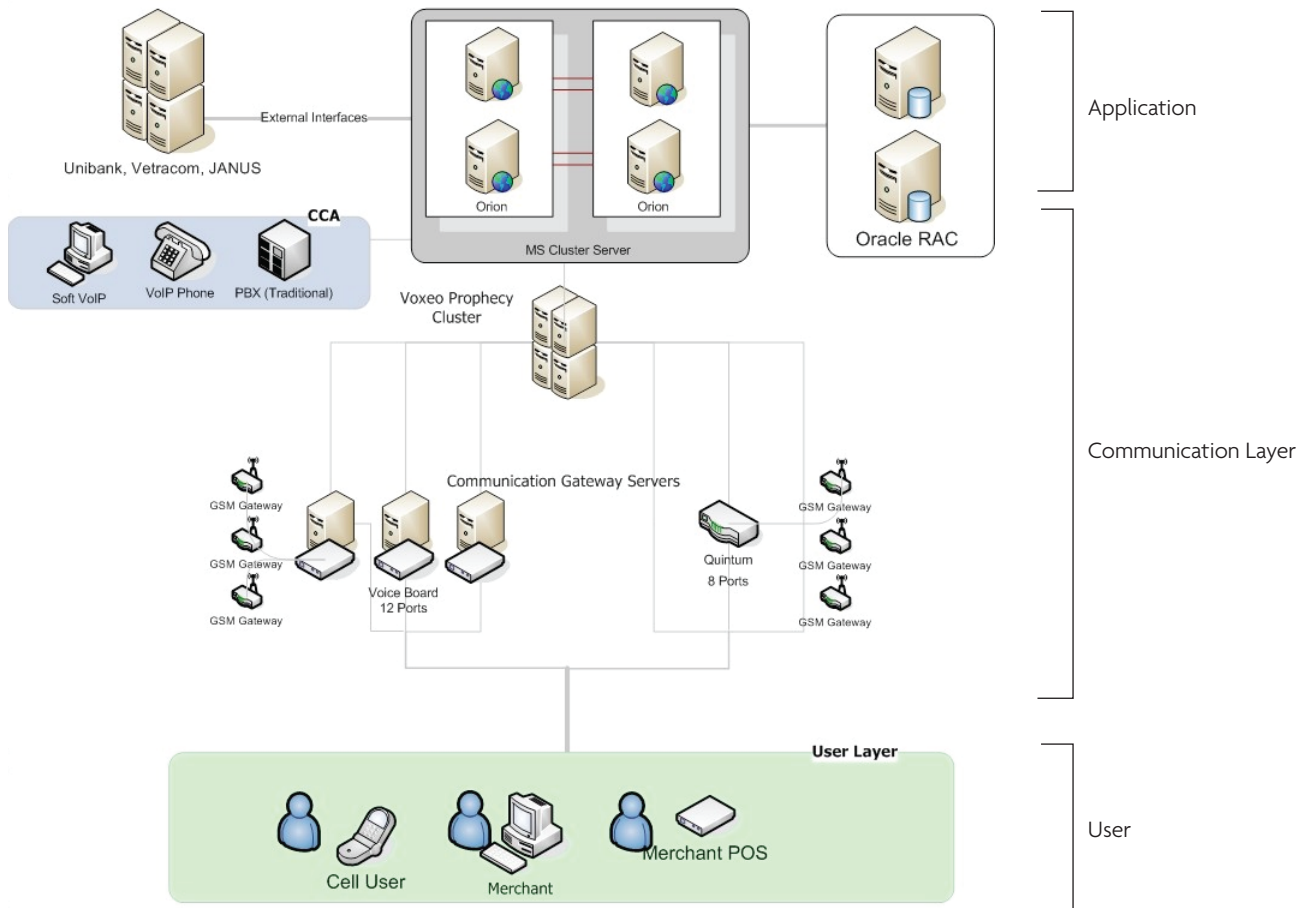 External Interfaces
Unibank, Vetracom, JANUS
Orion
Orion
MS Cluster Server
Oracle RAC
Application
CCA
Soft VoIP
VoIP Phone
PBX (Traditional)
Voxeo Prophecy
Cluster
Communication Layer
Communication Gateway Servers
GSM Gateway
GSM Gateway
GSM Gateway
Voice Board
12 Ports
Quintum
8 Ports
GSM Gateway
GSM Gateway
GSM Gateway
User Layer
Cell User
Merchant
Merchant POS
User